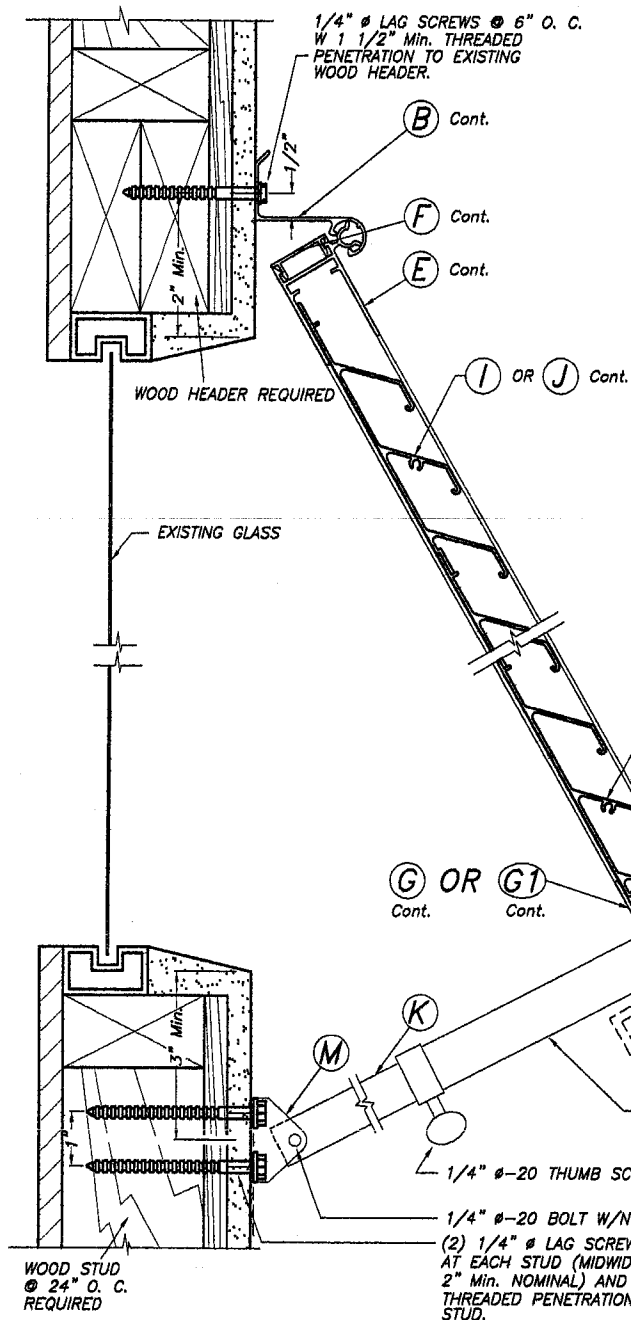 1/4" ø LAG SCREWS @ 6" O. C.
W 1 1/2" Min. THREADED
PENETRATION TO EXISTING
WOOD HEADER.
B Cont.
1/2"
F Cont.
E Cont.
2" Min.
I OR J Cont.
WOOD HEADER REQUIRED
EXISTING GLASS
G OR G1
Cont. Cont.
3" Min.
K
M
1"
1/4" ø-20 THUMB SC
1/4" ø-20 BOLT W/N
(2) 1/4" ø LAG SCREW
AT EACH STUD (MIDWID
2" Min. NOMINAL) AND
THREADED PENETRATION
STUD.
WOOD STUD
@ 24" O. C.
REQUIRED